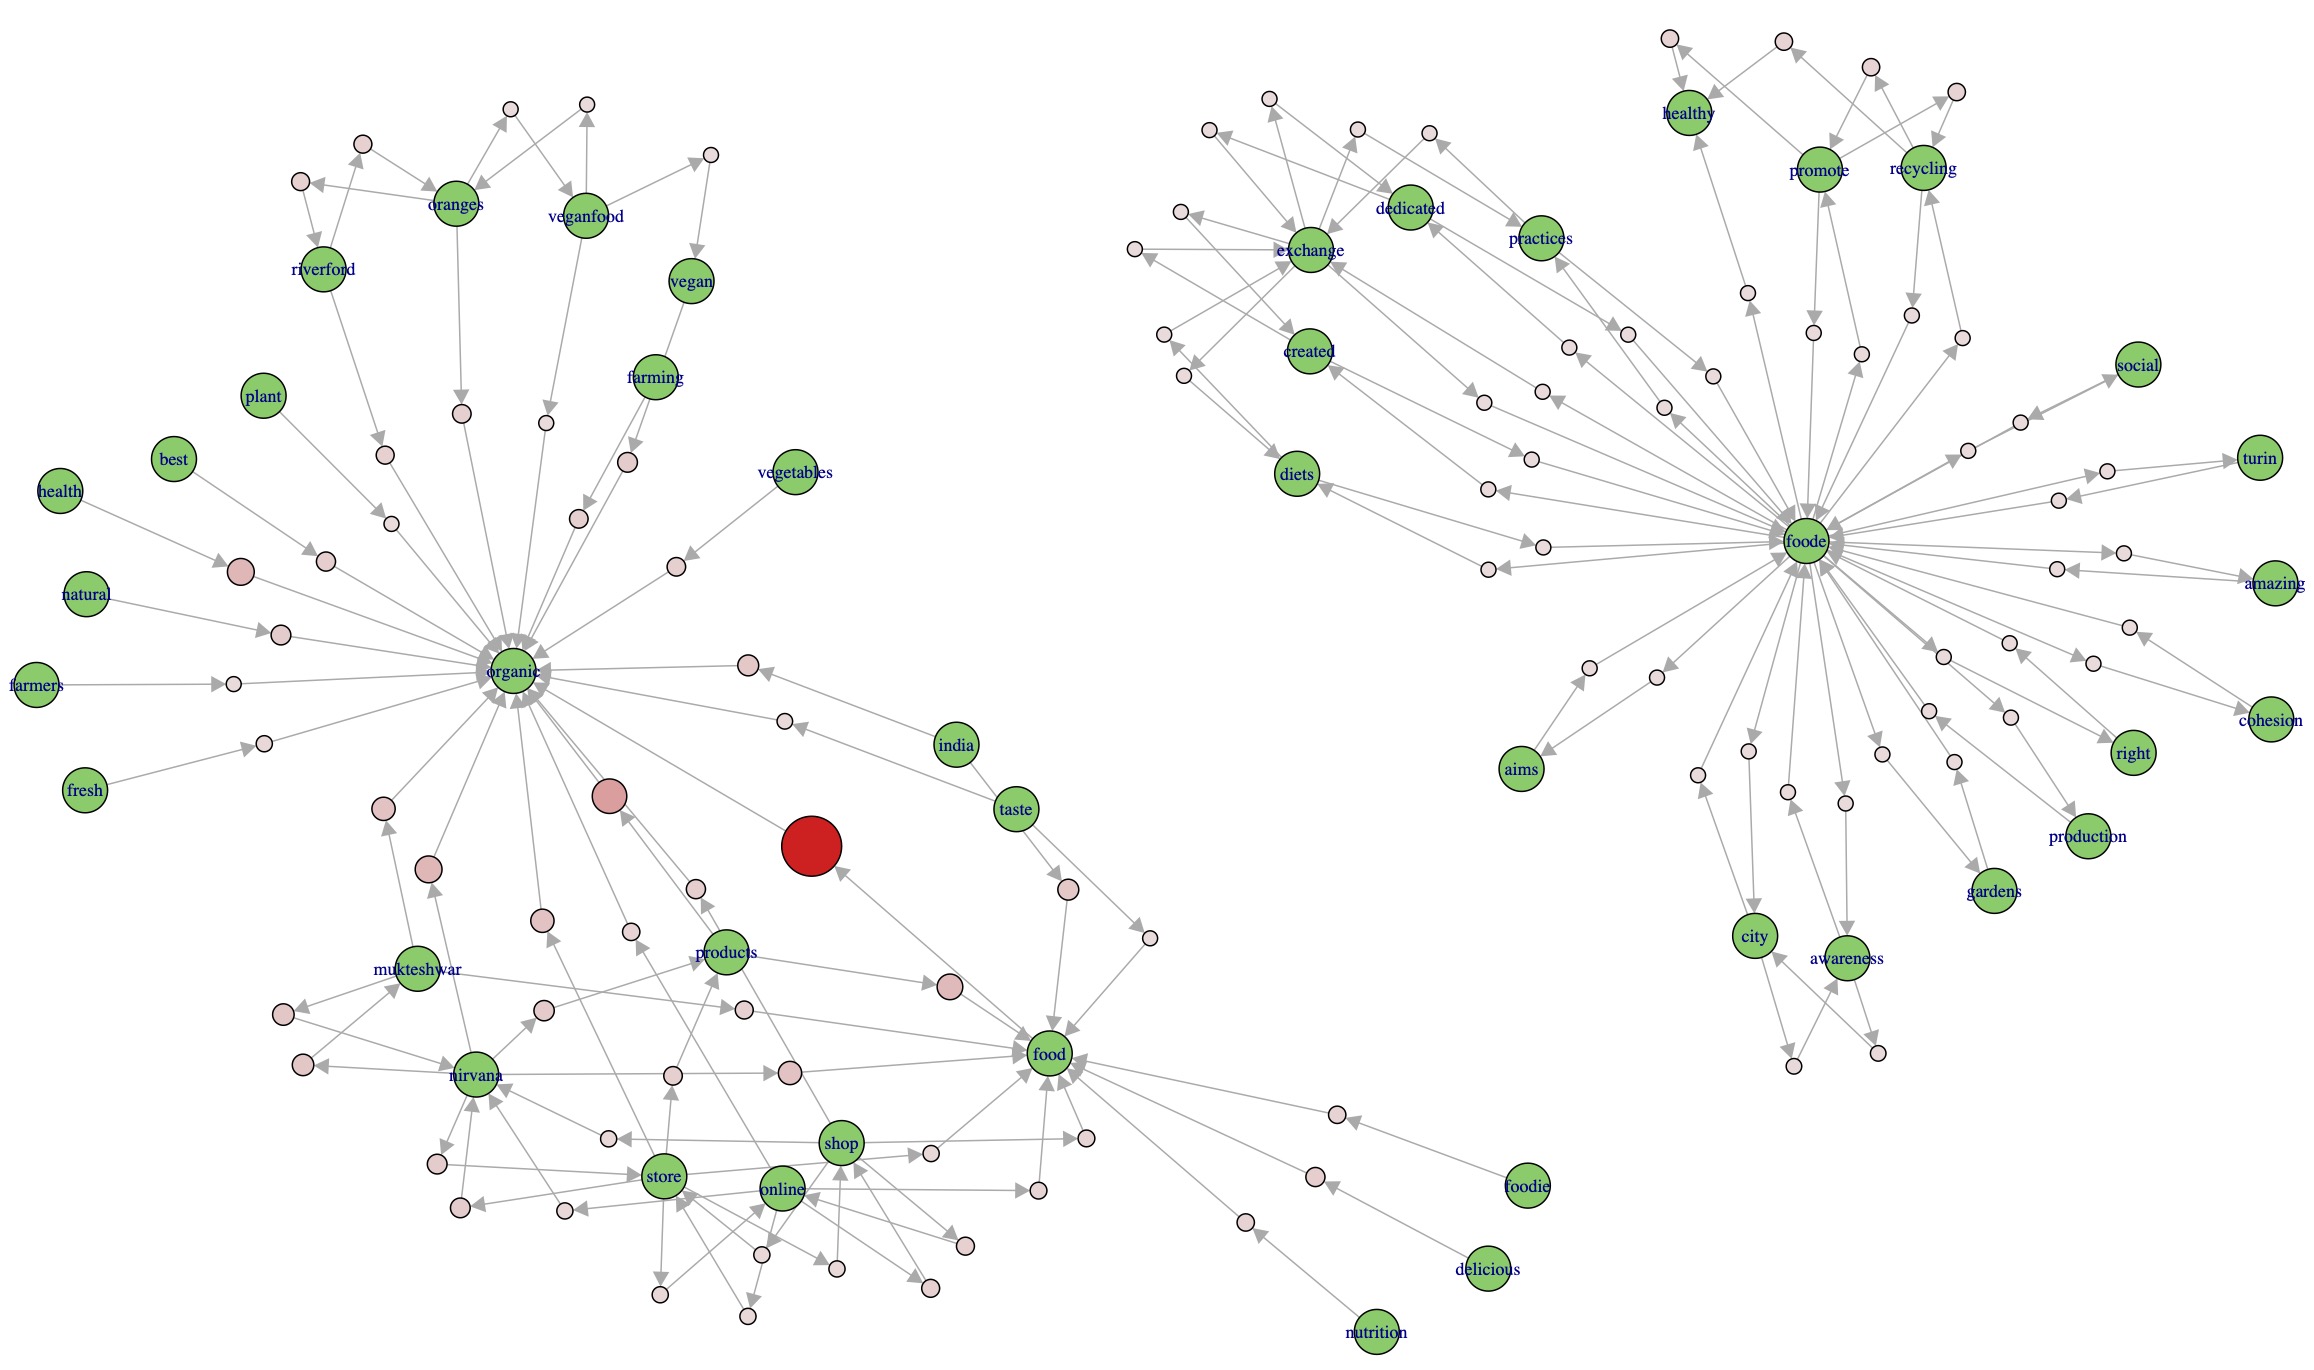 healthy
promote
recycling
oranges
veganfood
dedicated
practices
exchange
riverford
vegan
created
social
farming
plant
best
turin
vegetables
diets
health
foode
amazing
natural
organic
farmers
cohesion
india
right
aims
fresh
taste
production
gardens
city
products
awareness
mukteshwar
food
nirvana
shop
store
online
foodie
delicious
nutrition